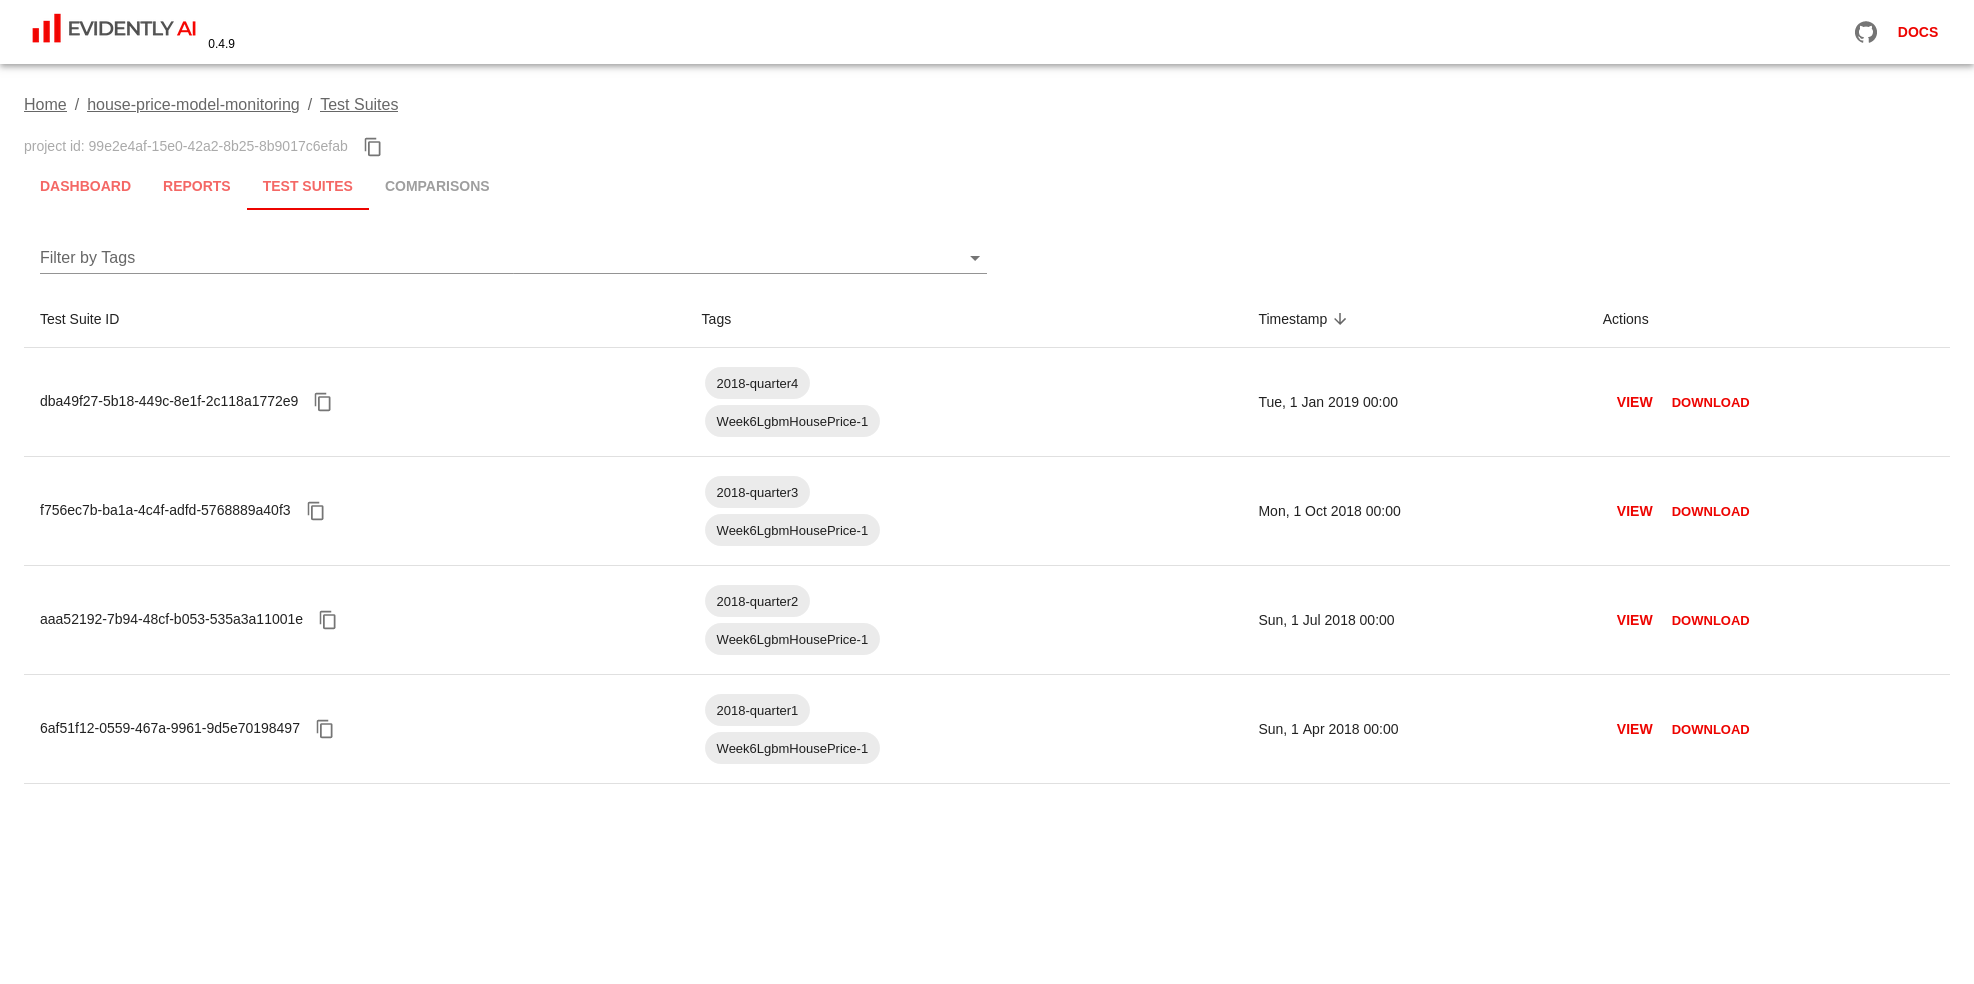 EVIDENTLY AI 0.4.9
DOCS
Home / house-price-model-monitoring / Test Suites
project id: 99e2e4af-15e0-42a2-8b25-8b9017c6efab
DASHBOARD REPORTS TEST SUITES COMPARISONS
Filter by Tags
Test Suite ID Tags Timestamp Actions
2018-quarter4
dba49f27-5b18-449c-8e1f-2c118a1772e9 Tue, 1 Jan 2019 00:00 VIEW DOWNLOAD
Week6LgbmHousePrice-1
2018-quarter3
f756ec7b-ba1a-4c4f-adfd-5768889a40f3 Mon, 1 Oct 2018 00:00 VIEW DOWNLOAD
Week6LgbmHousePrice-1
2018-quarter2
aaa52192-7b94-48cf-b053-535a3a11001e Sun, 1 Jul 2018 00:00 VIEW DOWNLOAD
Week6LgbmHousePrice-1
2018-quarter1
6af51f12-0559-467a-9961-9d5e70198497 Sun, 1 Apr 2018 00:00 VIEW DOWNLOAD
Week6LgbmHousePrice-1